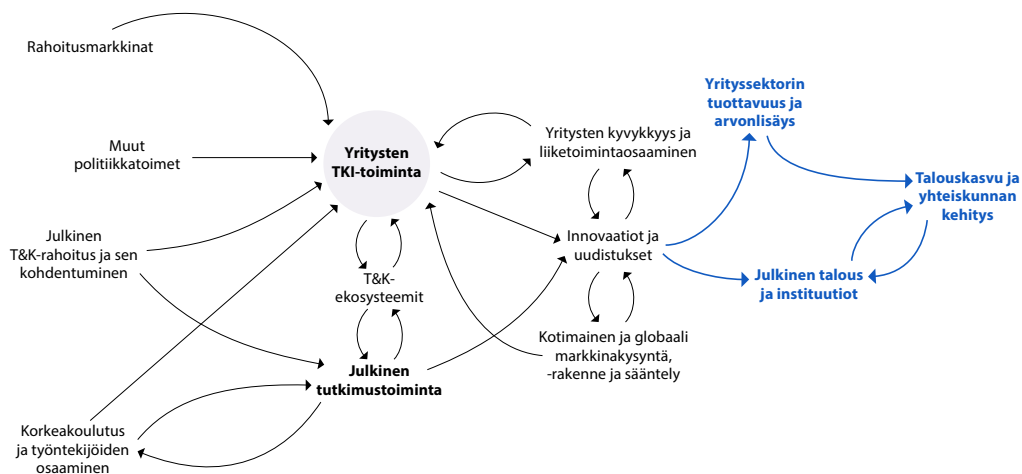 Rahoitusmarkkinat
Muut
politiikkatoimet
Julkinen
T&K-rahoitus ja sen
kohdentuminen
Korkeakoulutus
ja työntekijöiden
osaaminen
Yritysten
TKI-toiminta
T&K-
ekosysteemit
Julkinen
tutkimustoiminta
Yritysten kyvykkyys ja
liiketoimintaosaaminen
Innovaatiot ja
uudistukset
Kotimainen ja globaali
markkinakysyntä,
-rakenne ja sääntely
Yrityssektorin
tuottavuus ja
arvonlisäys
Julkinen talous
ja instituutiot
Talouskasvu ja
yhteiskunnan
kehitys